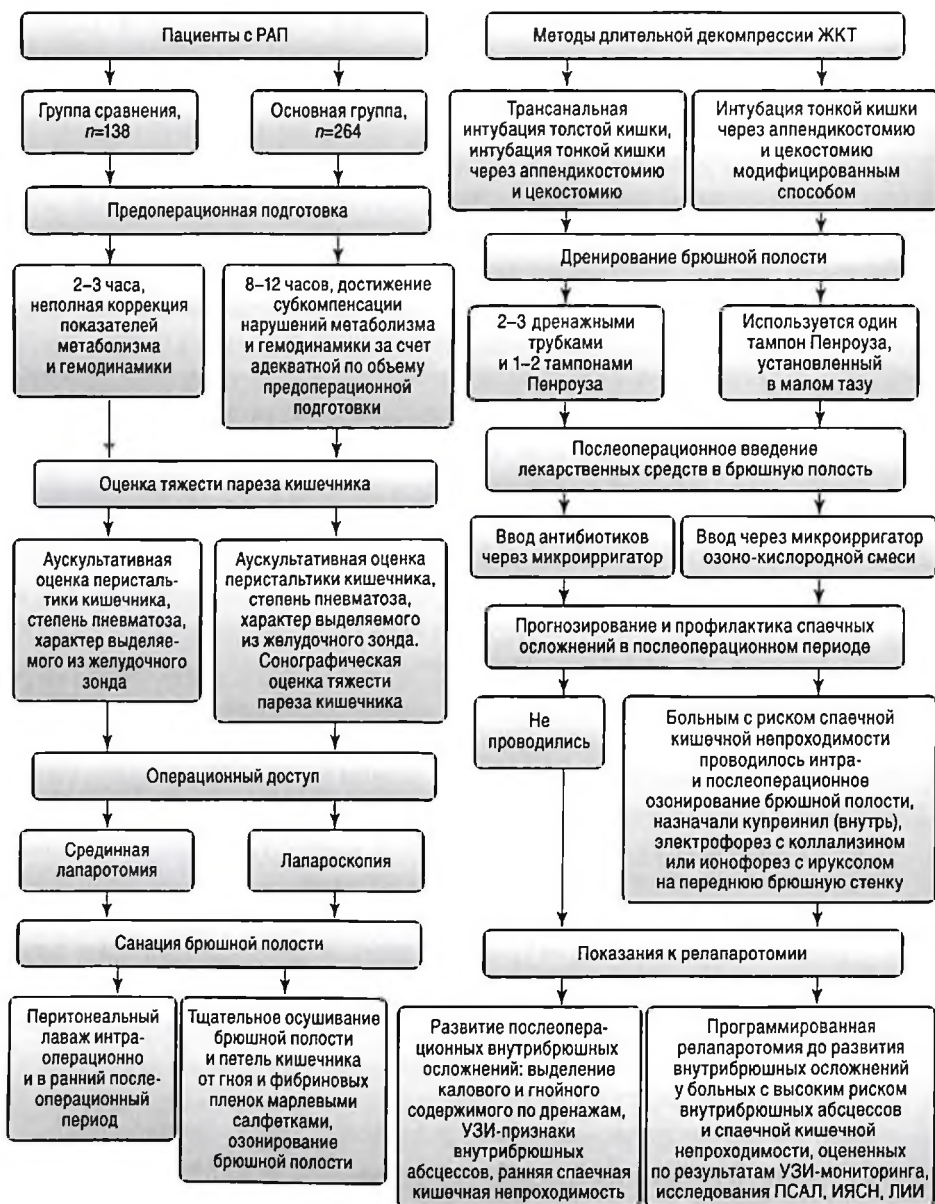 Пациенты с РАП
Группа сравнения,
n=138
Основная группа,
n=264
Предоперационная подготовка
2–3 часа,
неполная коррекция
показателей
метаболизма
и гемодинамики
8–12 часов, достижение
субкомпенсации
нарушений метаболизма
и гемодинамики за счет
адекватной по объему
предоперационной
подготовки
Оценка тяжести пареза кишечника
Аускультативная
оценка перисталь-
тики кишечника,
степень пневматоза,
характер выделяе-
мого из желудочного
зонда
Аускультативная оценка
перистальтики кишечника,
степень пневматоза,
характер выделяемого
из желудочного зонда.
Сонографическая
оценка тяжести
пареза кишечника
Операционный доступ
Срединная
лапаротомия
Лапароскопия
Санация брюшной полости
Перитонеальный
лаваж интра-
операционно
и в ранний после-
операционный
период
Тщательное осушивание
брюшной полости
и петель кишечника
от гноя и фибриновых
пленок марлевыми
салфетками,
озонирование
брюшной полости
Методы длительной декомпрессии ЖКТ
Трансанальная
интубация толстой кишки,
интубация тонкой кишки
через аппендикостомию
и цекостомию
Интубация тонкой кишки
через аппендикостомию
и цекостомию
модифицированным
способом
Дренирование брюшной полости
2–3 дренажными
трубками
и 1–2 тампонами
Пенроуза
Используется один
тампон Пенроуза,
установленный
в малом тазу
Послеоперационное введение
лекарственных средств в брюшную полость
Ввод антибиотиков
через микроирригатор
Ввод через микроирригатор
озоно-кислородной смеси
Прогнозирование и профилактика спаечных
осложнений в послеоперационном периоде
Не
проводились
Больным с риском спаечной
кишечной непроходимости
проводилось интра-
и послеоперационное
озонирование брюшной полости,
назначали купренил (внутрь),
электрофорез с коллализином
или ионофорез с ируксолом
на переднюю брюшную стенку
Показания к релапаротомии
Развитие послеопера-
ционных внутрибрюшных
осложнений: выделение
калового и гнойного
содержимого по дренажам,
УЗИ-признаки
внутрибрюшных
абсцессов, ранняя спаечная
кишечная непроходимость
Программированная
релапаротомия до развития
внутрибрюшных осложнений
у больных с высоким риском
внутрибрюшных абсцессов
и спаечной кишечной
непроходимости, оцененных
по результатам УЗИ-мониторинга,
исследования ПСАЛ, ИЯСН, ЛИИ